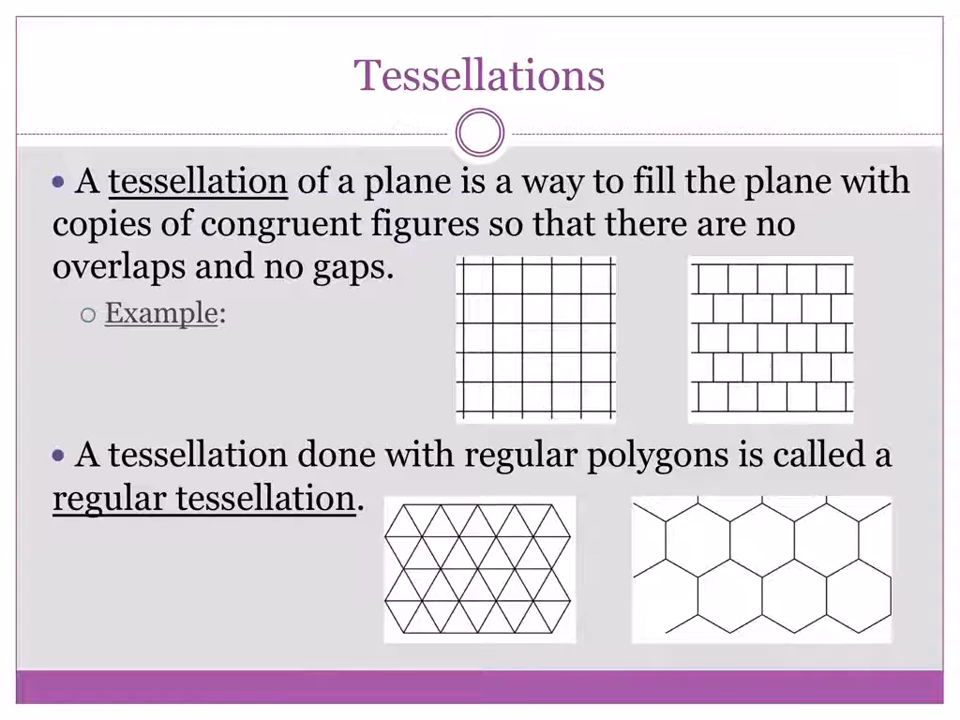 Tessellations
• A tessellation of a plane is a way to fill the plane with
copies of congruent figures so that there are no
overlaps and no gaps.
○ Example:
• A tessellation done with regular polygons is called a
regular tessellation.